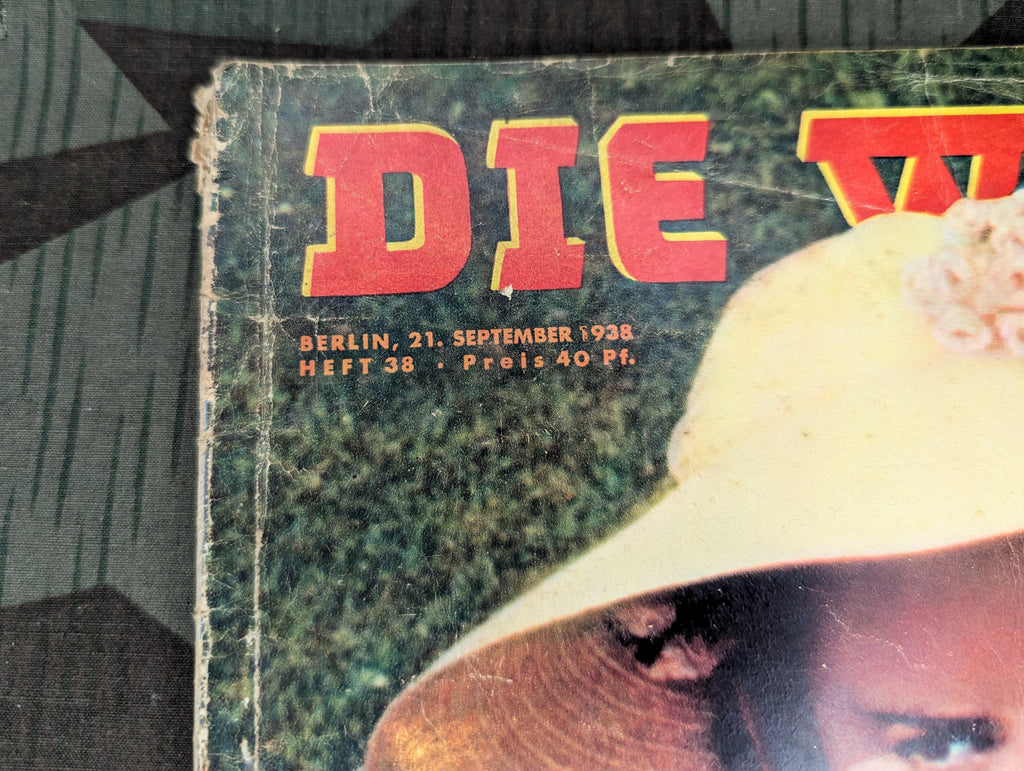 DIE W
BERLIN, 21. SEPTEMBER 1938
HEFT 38 · Preis 40 Pf.